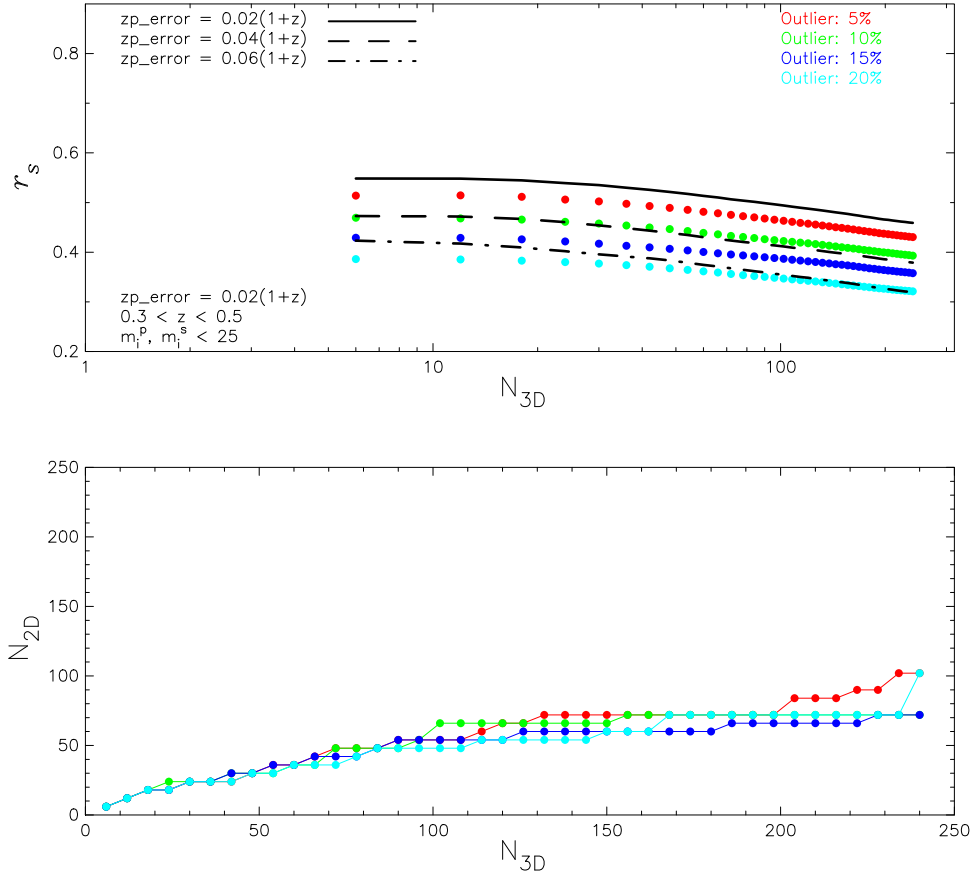 zp_error = 0.02(1+z)
zp_error = 0.04(1+z)
zp_error = 0.06(1+z)
Outlier: 5%
Outlier: 10%
Outlier: 15%
Outlier: 20%
0.8
0.6
0.4
0.2
r_s
zp_error = 0.02(1+z)
0.3 < z < 0.5
m_i^p, m_i^s < 25
1
10
100
N_3D
250
200
150
100
50
0
N_2D
0
50
100
150
200
250
N_3D